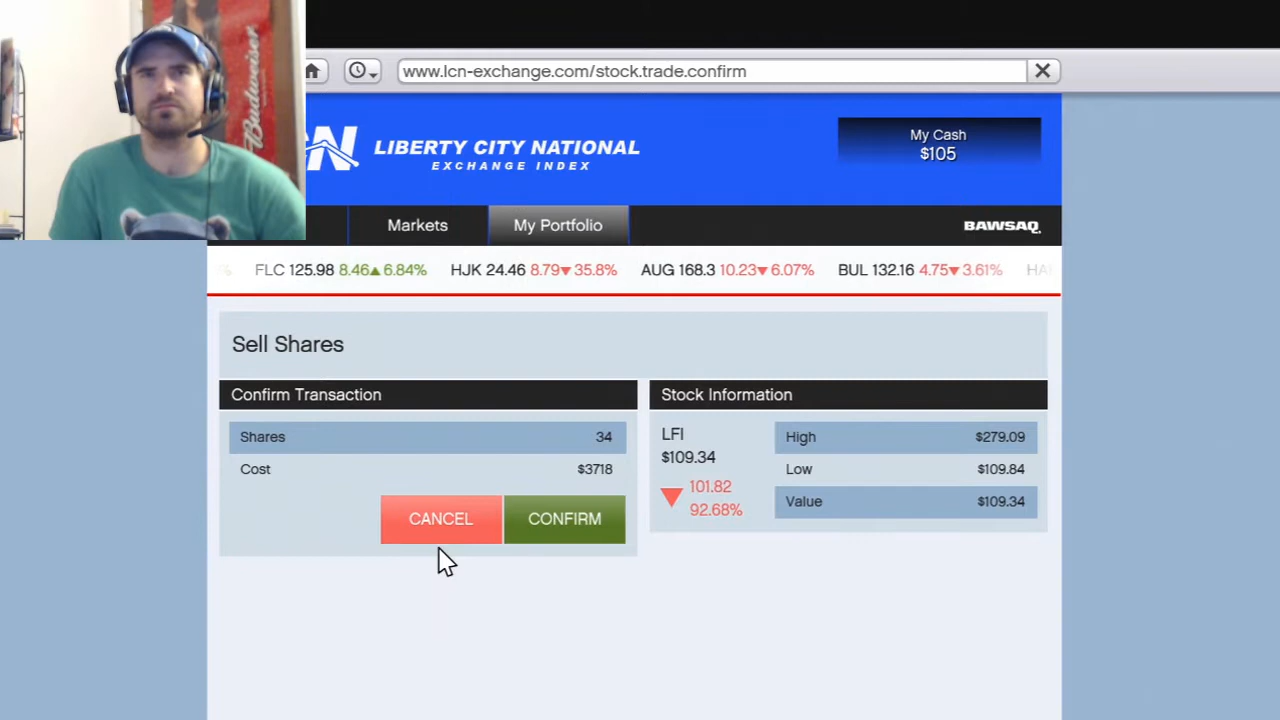 Budweiser
www.lcn-exchange.com/stock.trade.confirm
LIBERTY CITY NATIONAL
EXCHANGE INDEX
My Cash
$105
Markets
My Portfolio
BAWSAQ
% FLC 125.98 8.46▲6.84% HJK 24.46 8.79▼35.8% AUG 168.3 10.23▼6.07% BUL 132.16 4.75▼3.61%
Sell Shares
Confirm Transaction
Shares 34
Cost $3718
CANCEL CONFIRM
Stock Information
LFI
$109.34
101.82
92.68%
High $279.09
Low $109.84
Value $109.34